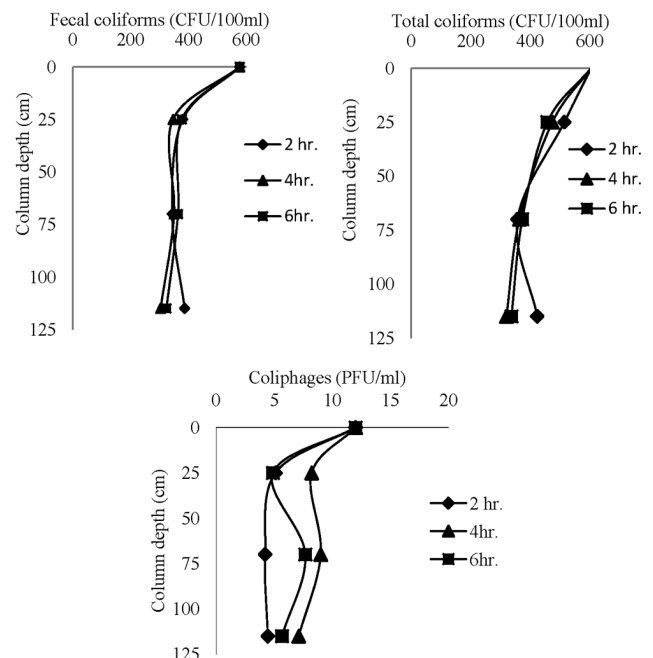 Fecal coliforms (CFU/100ml)
0 200 400 600
0
25
50
75
100
125
Column depth (cm)
2 hr.
4hr.
6hr.
Total coliforms (CFU/100ml)
0 200 400 600
0
25
50
75
100
125
Column depth (cm)
2 hr.
4 hr.
6 hr.
Coliphages (PFU/ml)
0 5 10 15 20
0
25
50
75
100
125
Column depth (cm)
2 hr.
4hr.
6hr.